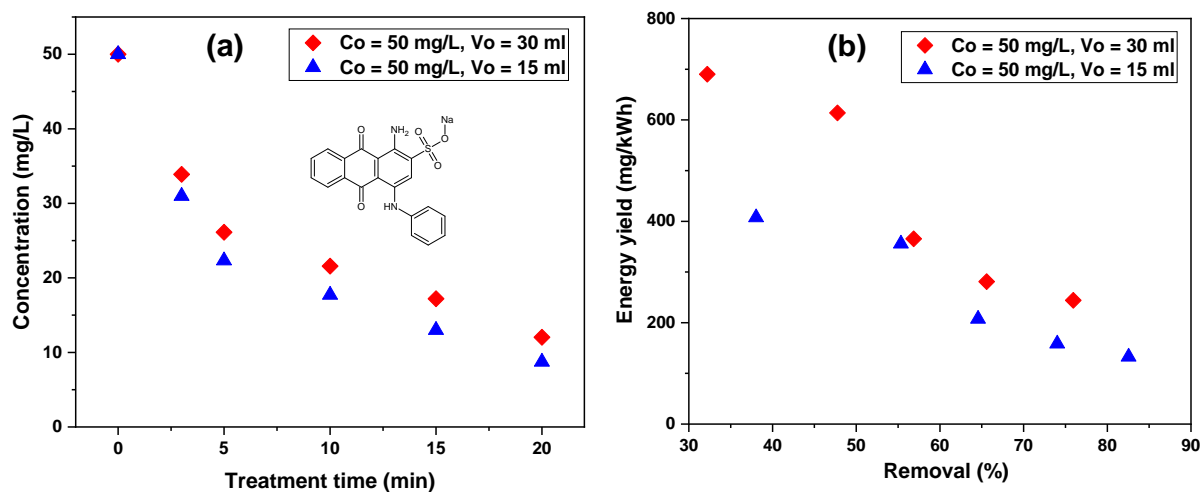 (a)
Co = 50 mg/L, Vo = 30 ml
Co = 50 mg/L, Vo = 15 ml
Concentration (mg/L)
50
40
30
20
10
0
0 5 10 15 20
Treatment time (min)
O
O
NH2
O
S
O
O
Na
HN
(b)
Co = 50 mg/L, Vo = 30 ml
Co = 50 mg/L, Vo = 15 ml
Energy yield (mg/kWh)
800
600
400
200
0
30 40 50 60 70 80 90
Removal (%)